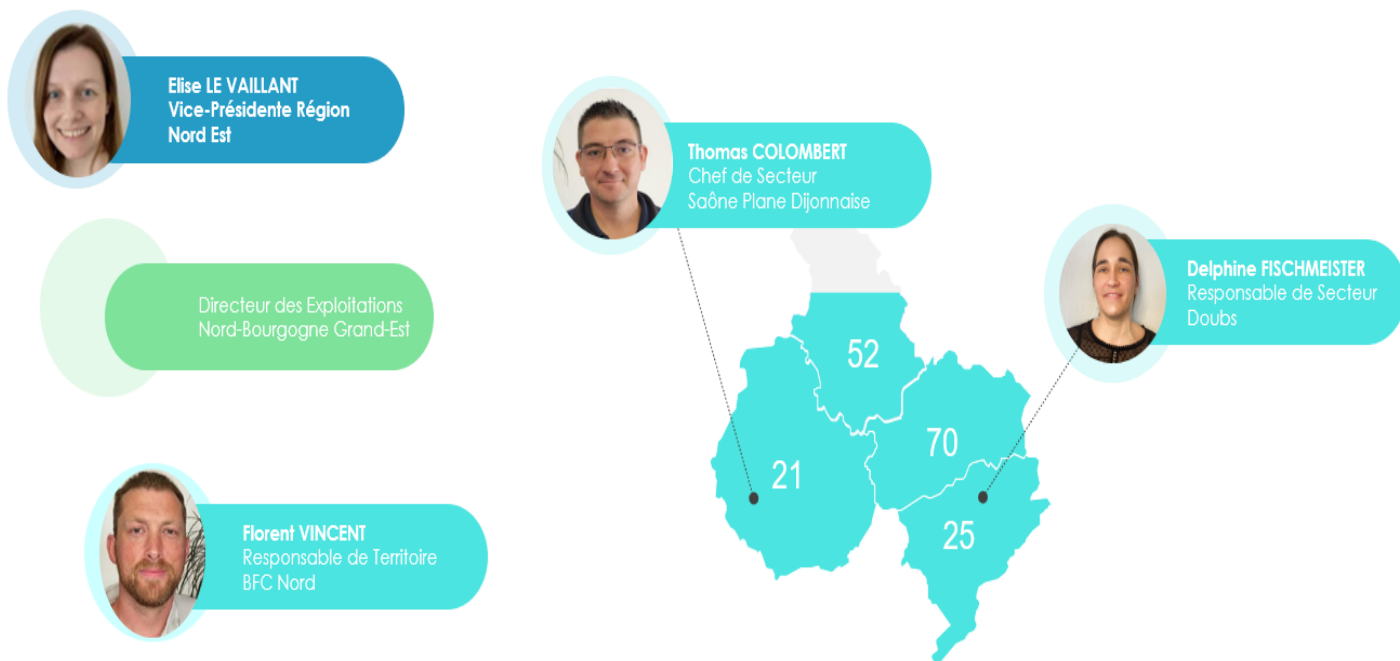 Elise LE VAILLANT
Vice-Présidente Région
Nord Est
Directeur des Exploitations
Nord-Bourgogne Grand-Est
Florent VINCENT
Responsable de Territoire
BFC Nord
Thomas COLOMBERT
Chef de Secteur
Saône Plane Dijonnaise
Delphine FISCHMEISTER
Responsable de Secteur
Doubs
52
70
21
25